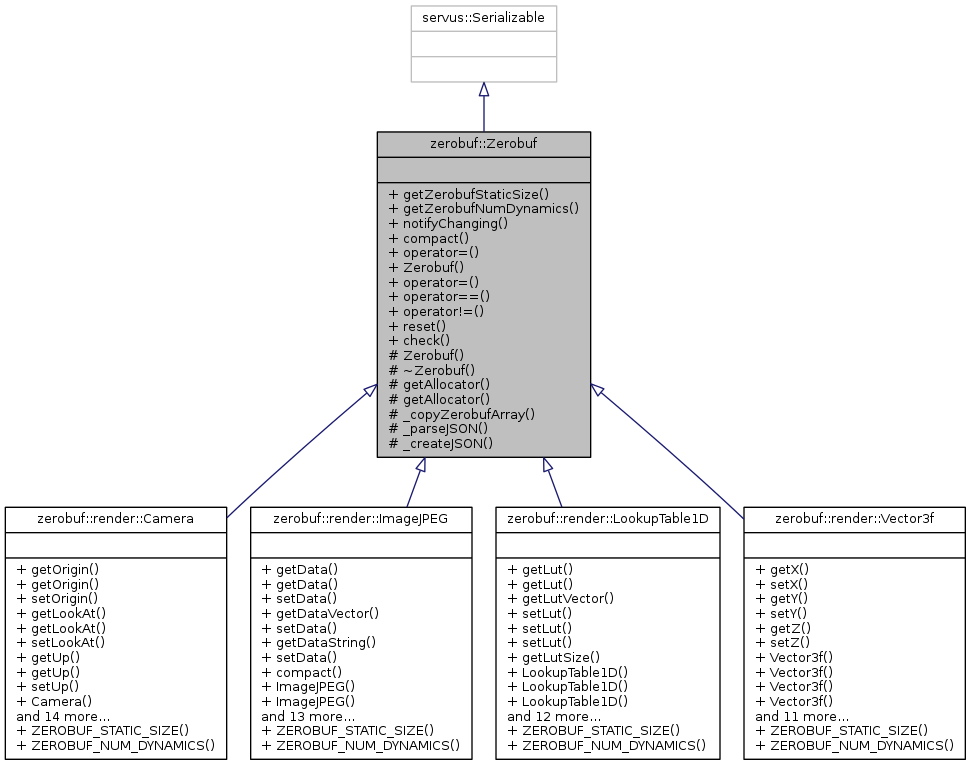 servus::Serializable
zerobuf::Zerobuf
+ getZerobufStaticSize()
+ getZerobufNumDynamics()
+ notifyChanging()
+ compact()
+ operator=()
+ Zerobuf()
+ operator=()
+ operator==()
+ operator!=()
+ reset()
+ check()
# Zerobuf()
# ~Zerobuf()
# getAllocator()
# getAllocator()
# _copyZerobufArray()
# _parseJSON()
# _createJSON()
zerobuf::render::Camera
+ getOrigin()
+ getOrigin()
+ setOrigin()
+ getLookAt()
+ getLookAt()
+ setLookAt()
+ getUp()
+ getUp()
+ setUp()
+ Camera()
and 14 more...
+ ZEROBUF_STATIC_SIZE()
+ ZEROBUF_NUM_DYNAMICS()
zerobuf::render::ImageJPEG
+ getData()
+ getData()
+ setData()
+ getDataVector()
+ setData()
+ getDataString()
+ setData()
+ compact()
+ ImageJPEG()
+ ImageJPEG()
and 13 more...
+ ZEROBUF_STATIC_SIZE()
+ ZEROBUF_NUM_DYNAMICS()
zerobuf::render::LookupTable1D
+ getLut()
+ getLut()
+ getLutVector()
+ setLut()
+ setLut()
+ setLut()
+ getLutSize()
+ LookupTable1D()
+ LookupTable1D()
+ LookupTable1D()
and 12 more...
+ ZEROBUF_STATIC_SIZE()
+ ZEROBUF_NUM_DYNAMICS()
zerobuf::render::Vector3f
+ getX()
+ setX()
+ getY()
+ setY()
+ getZ()
+ setZ()
+ Vector3f()
+ Vector3f()
+ Vector3f()
+ Vector3f()
and 11 more...
+ ZEROBUF_STATIC_SIZE()
+ ZEROBUF_NUM_DYNAMICS()